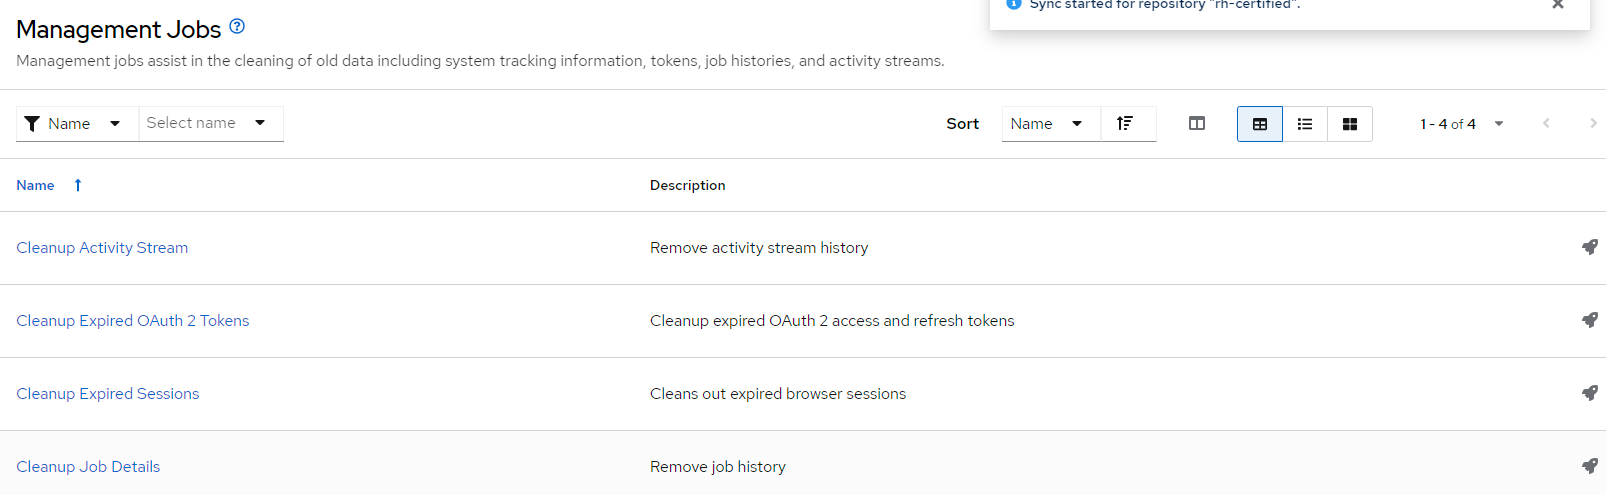 Sync started for repository "rh-certified".
Management Jobs
Management jobs assist in the cleaning of old data including system tracking information, tokens, job histories, and activity streams.
Name Select name Sort Name 1 - 4 of 4
Name Description
Cleanup Activity Stream Remove activity stream history
Cleanup Expired OAuth 2 Tokens Cleanup expired OAuth 2 access and refresh tokens
Cleanup Expired Sessions Cleans out expired browser sessions
Cleanup Job Details Remove job history